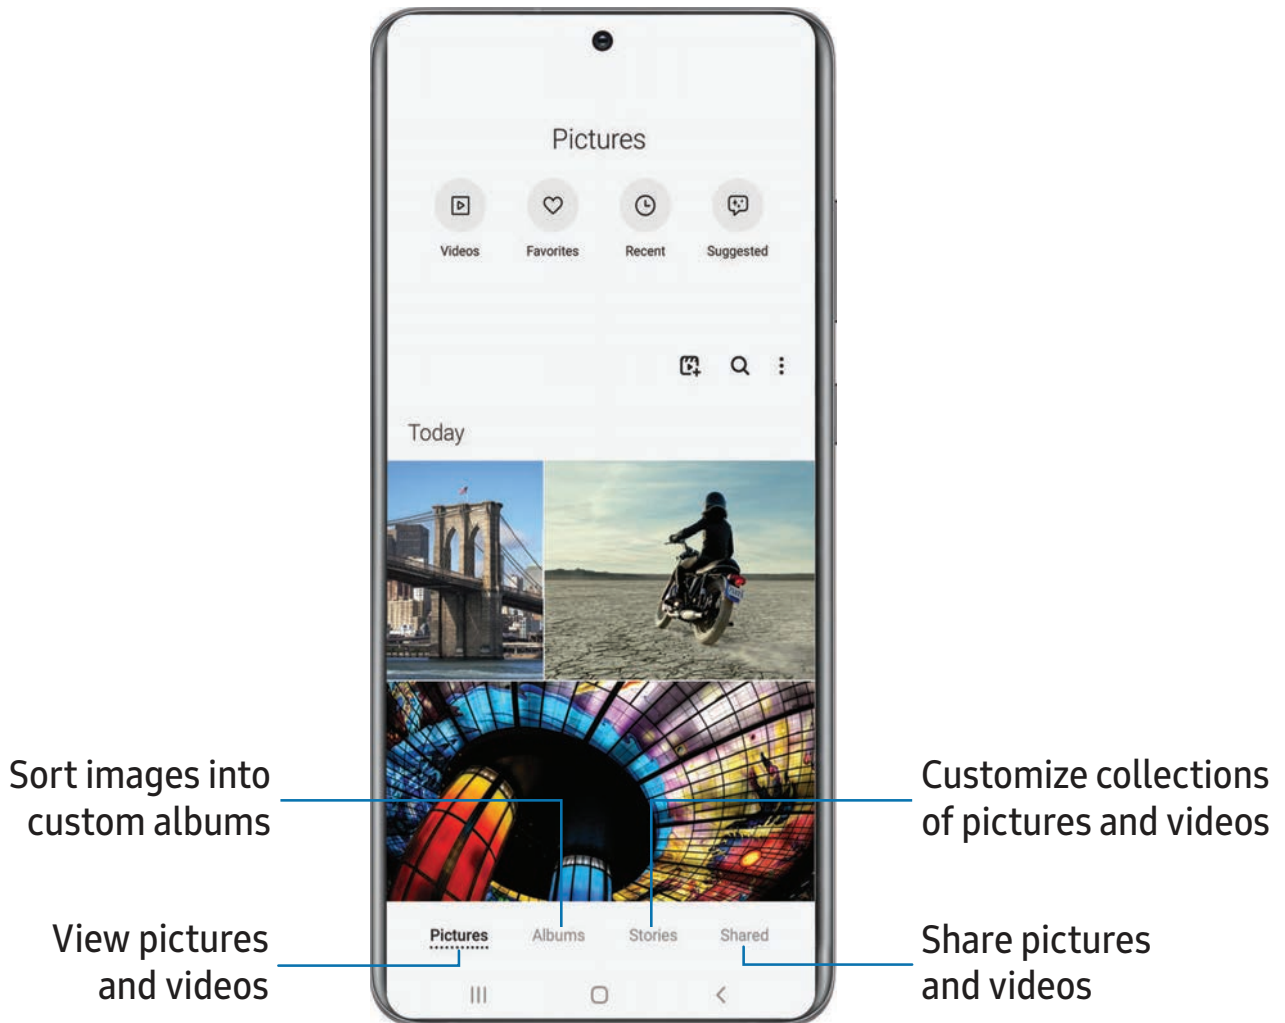 Pictures
Videos Favorites Recent Suggested
Today
Sort images into
custom albums
Customize collections
of pictures and videos
Pictures Albums Stories Shared
View pictures
and videos
Share pictures
and videos